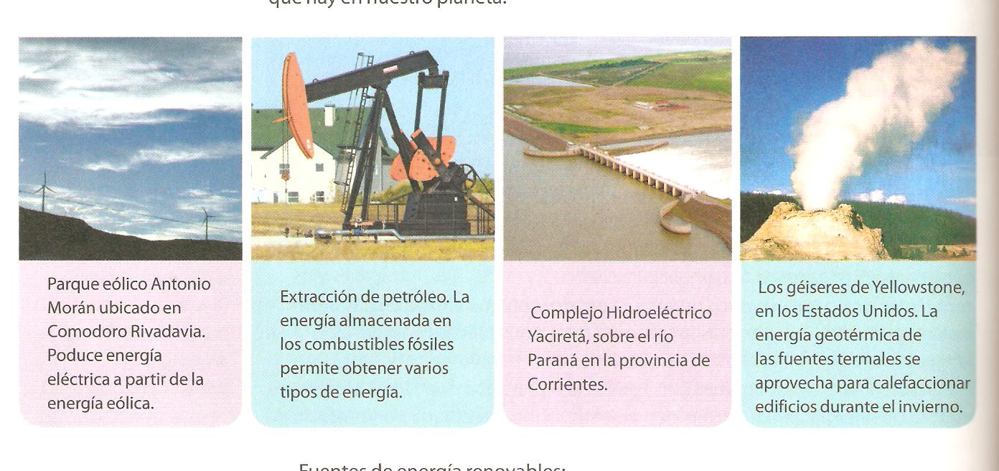 que hay en nuestro planeta.
Parque eólico Antonio
Morán ubicado en
Comodoro Rivadavia.
Poduce energía
eléctrica a partir de la
energía eólica.
Extracción de petróleo. La
energía almacenada en
los combustibles fósiles
permite obtener varios
tipos de energía.
Complejo Hidroeléctrico
Yaciretá, sobre el río
Paraná en la provincia de
Corrientes.
Los géiseres de Yellowstone,
en los Estados Unidos. La
energía geotérmica de
las fuentes termales se
aprovecha para calefaccionar
edificios durante el invierno.
Fuentes de energía renovables: